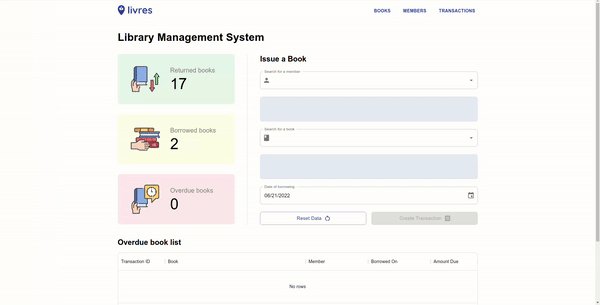 livres
BOOKS MEMBERS TRANSACTIONS
Library Management System
Returned books
17
Borrowed books
2
Overdue books
0
Issue a Book
Search for a member
Search for a book
Date of borrowing
06/21/2022
Reset Data
Create Transaction
Overdue book list
Transaction ID Book Member Borrowed On Amount Due
No rows